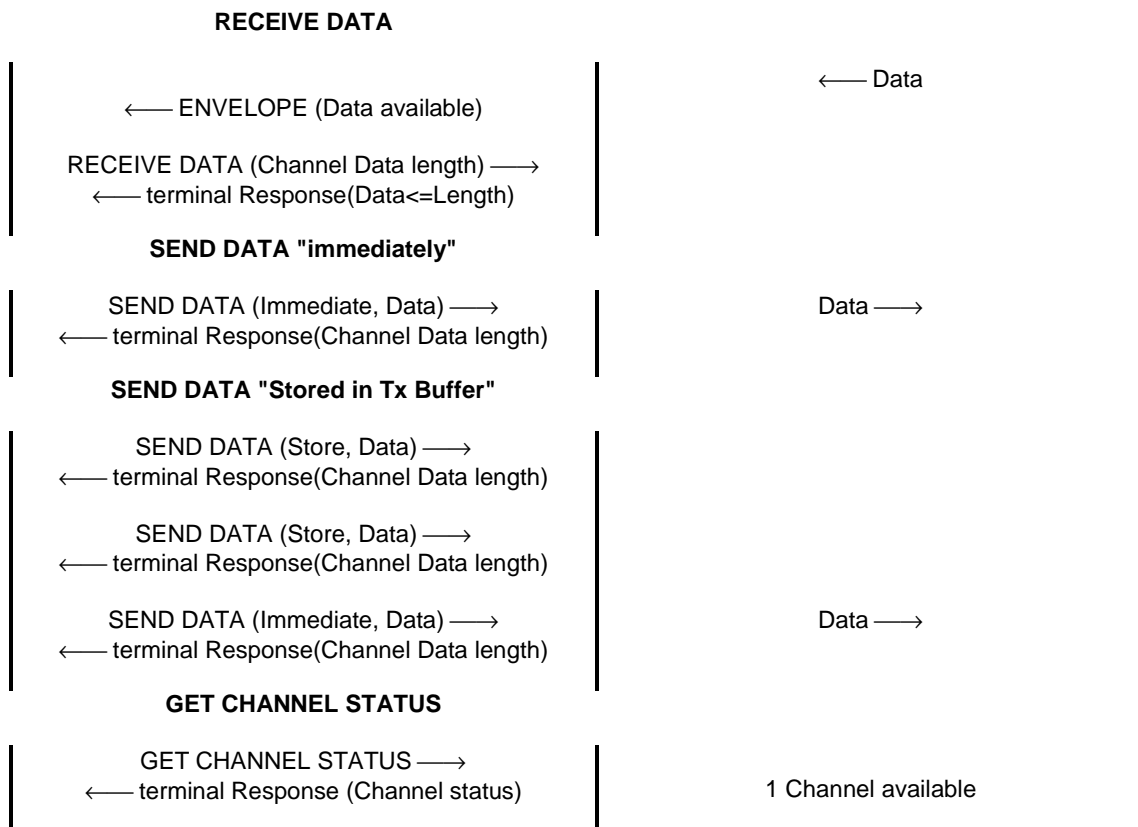 RECEIVE DATA
←── Data
←── ENVELOPE (Data available)
RECEIVE DATA (Channel Data length) ──→
←── terminal Response(Data<=Length)
SEND DATA "immediately"
SEND DATA (Immediate, Data) ──→ Data ──→
←── terminal Response(Channel Data length)
SEND DATA "Stored in Tx Buffer"
SEND DATA (Store, Data) ──→
←── terminal Response(Channel Data length)
SEND DATA (Store, Data) ──→
←── terminal Response(Channel Data length)
SEND DATA (Immediate, Data) ──→ Data ──→
←── terminal Response(Channel Data length)
GET CHANNEL STATUS
GET CHANNEL STATUS ──→
←── terminal Response (Channel status) 1 Channel available